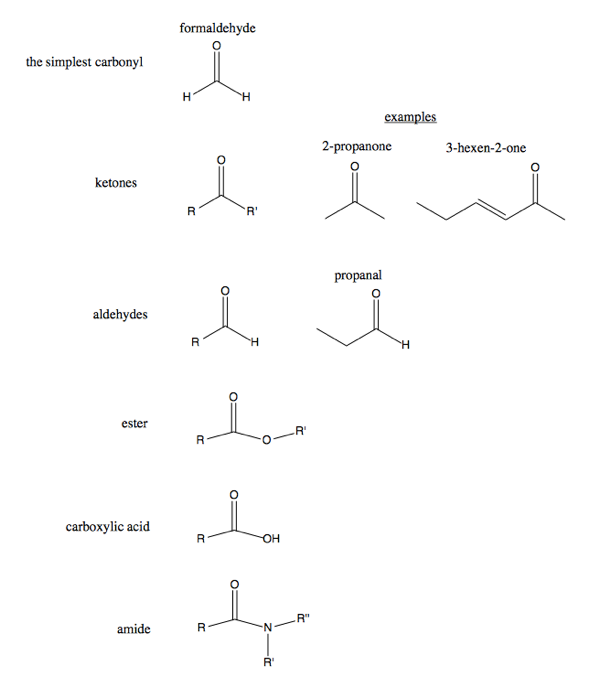 formaldehyde
O
the simplest carbonyl
H H
examples
2-propanone 3-hexen-2-one
O O O
ketones
R R'
propanal
O O
aldehydes
R H H
O
ester
R O R'
O
carboxylic acid
R OH
O
R"
amide
R N
R'